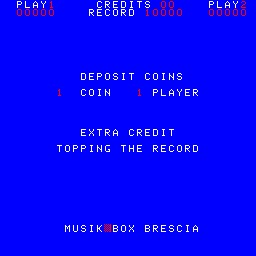 PLAY1 CREDITS 00 PLAY2
00000 RECORD 10000 00000
DEPOSIT COINS
1 COIN 1 PLAYER
EXTRA CREDIT
TOPPING THE RECORD
MUSIK BOX BRESCIA